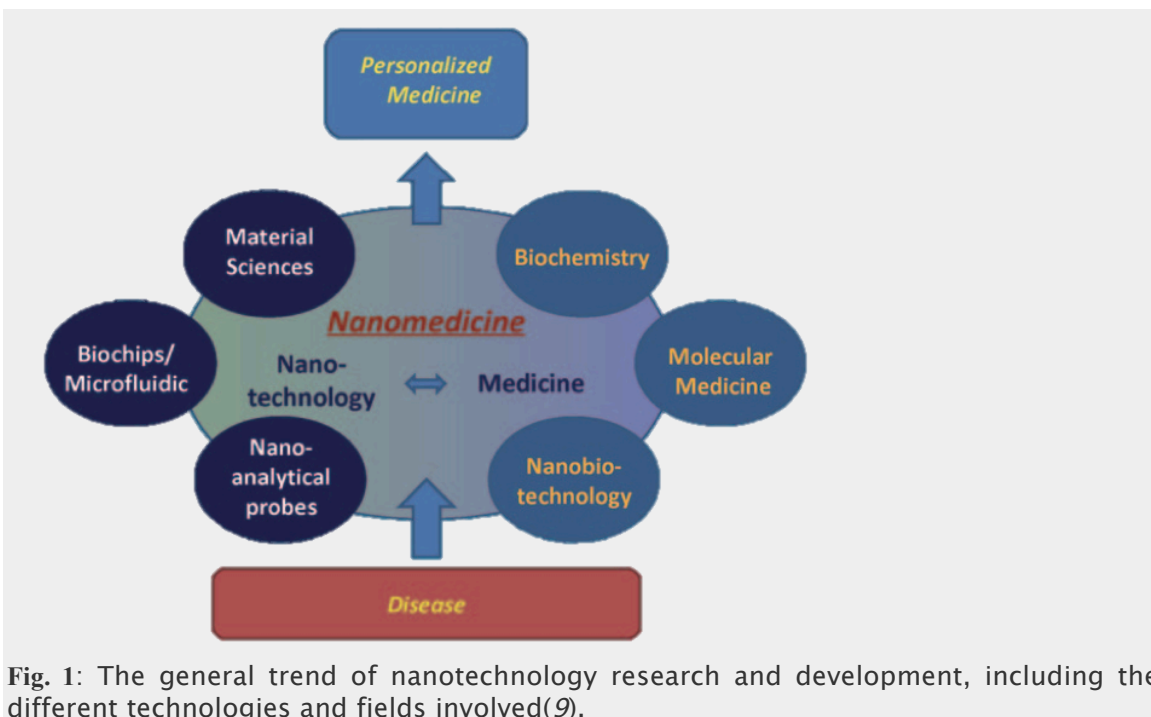 Personalized
Medicine
Material
Sciences
Biochemistry
Nanomedicine
Biochips/
Microfluidic
Nano-
technology
Medicine
Molecular
Medicine
Nano-
analytical
probes
Nanobio-
technology
Disease
Fig. 1: The general trend of nanotechnology research and development, including the
different technologies and fields involved(9).